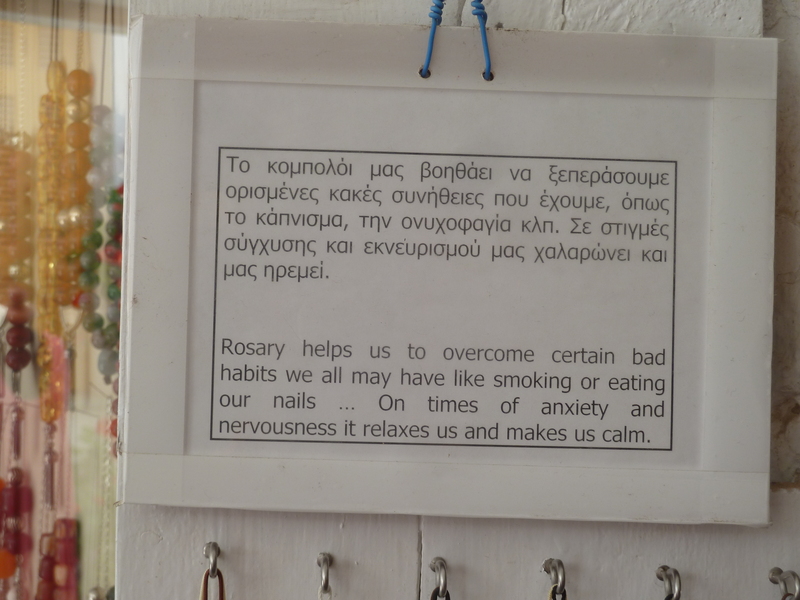 Το κομπολόι μας βοηθάει να ξεπεράσουμε
ορισμένες κακές συνήθειες που έχουμε, όπως
το κάπνισμα, την ονυχοφαγία κλπ. Σε στιγμές
σύγχυσης και εκνευρισμού μας χαλαρώνει και
μας ηρεμεί.
Rosary helps us to overcome certain bad
habits we all may have like smoking or eating
our nails ... On times of anxiety and
nervousness it relaxes us and makes us calm.